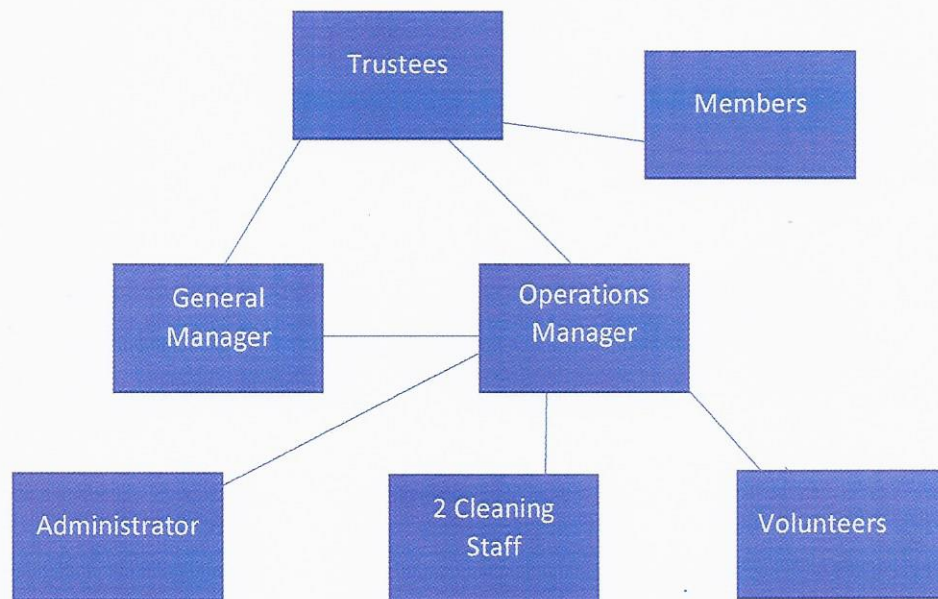 Trustees
Members
General
Manager
Operations
Manager
Administrator
2 Cleaning
Staff
Volunteers